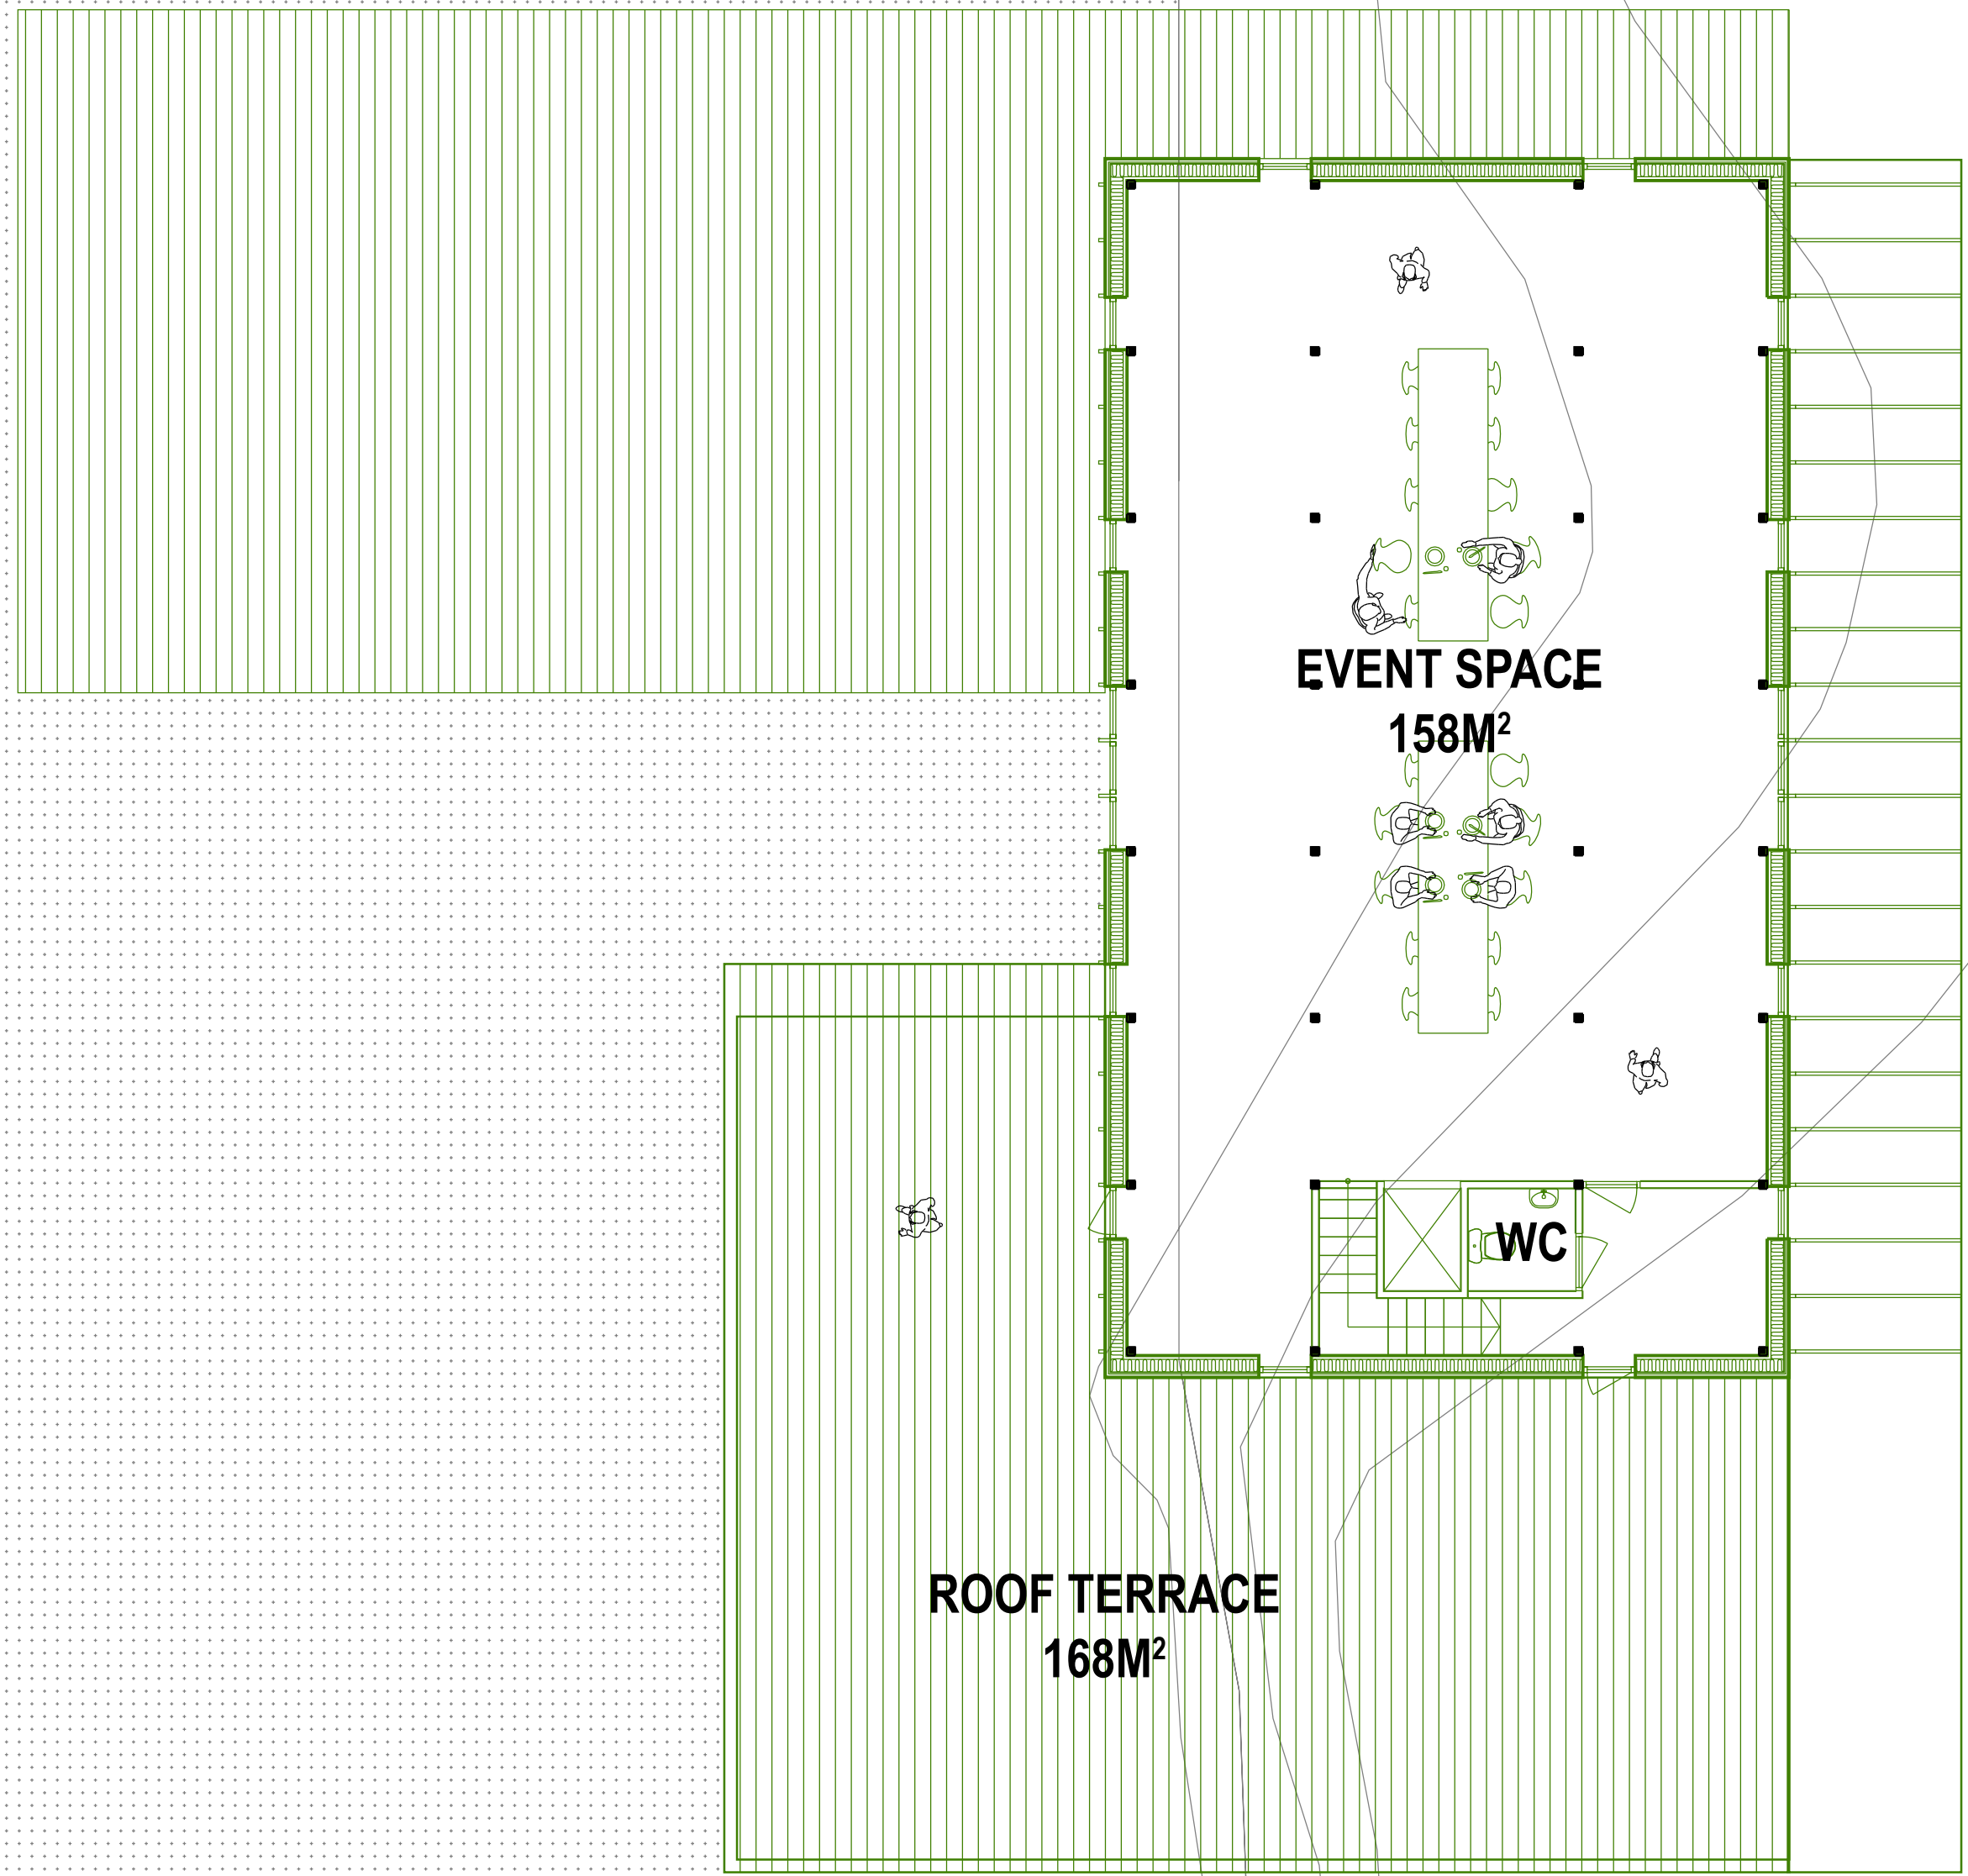 EVENT SPACE
158M²
WC
ROOF TERRACE
168M²